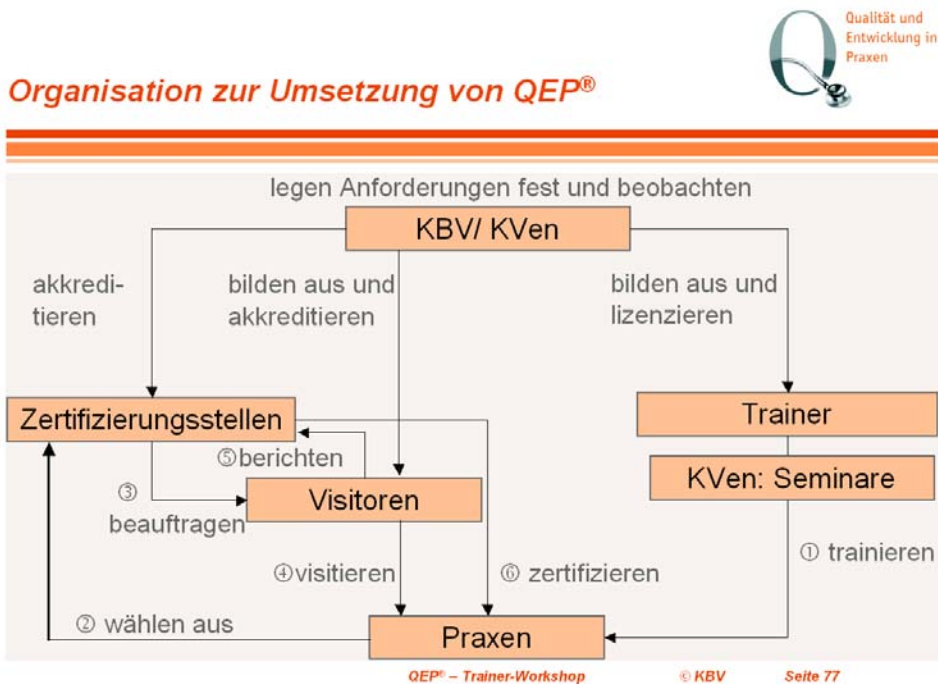 Qualität und
Entwicklung in
Praxen
Organisation zur Umsetzung von QEP®
legen Anforderungen fest und beobachten
KBV/ KVen
akkredi-
tieren
bilden aus und
akkreditieren
bilden aus und
lizenzieren
Zertifizierungsstellen
Trainer
⑤berichten
KVen: Seminare
③
beauftragen
Visitoren
① trainieren
④visitieren
⑥ zertifizieren
② wählen aus
Praxen
QEP® – Trainer-Workshop © KBV Seite 77